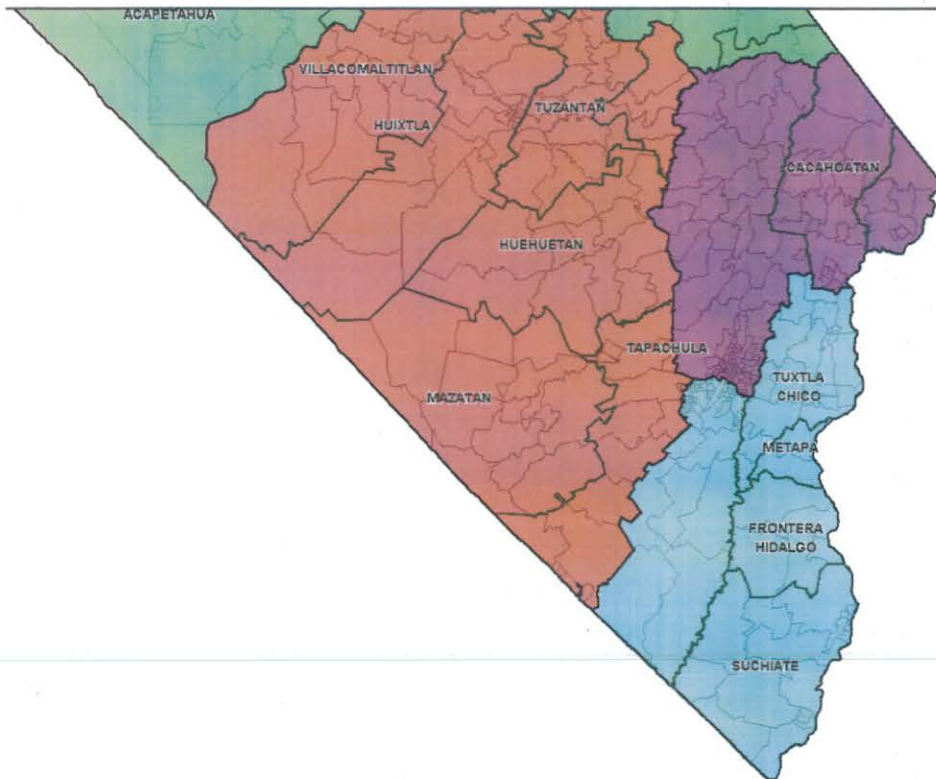 ACAPETAHUA
VILLACOMALTITLAN
TUZANTAN
HUIXTLA
CACAHOATAN
HUEHUETAN
TAPACHULA
TUXTLA
CHICO
MAZATAN
METAPA
FRONTERA
HIDALGO
SUCHIATE